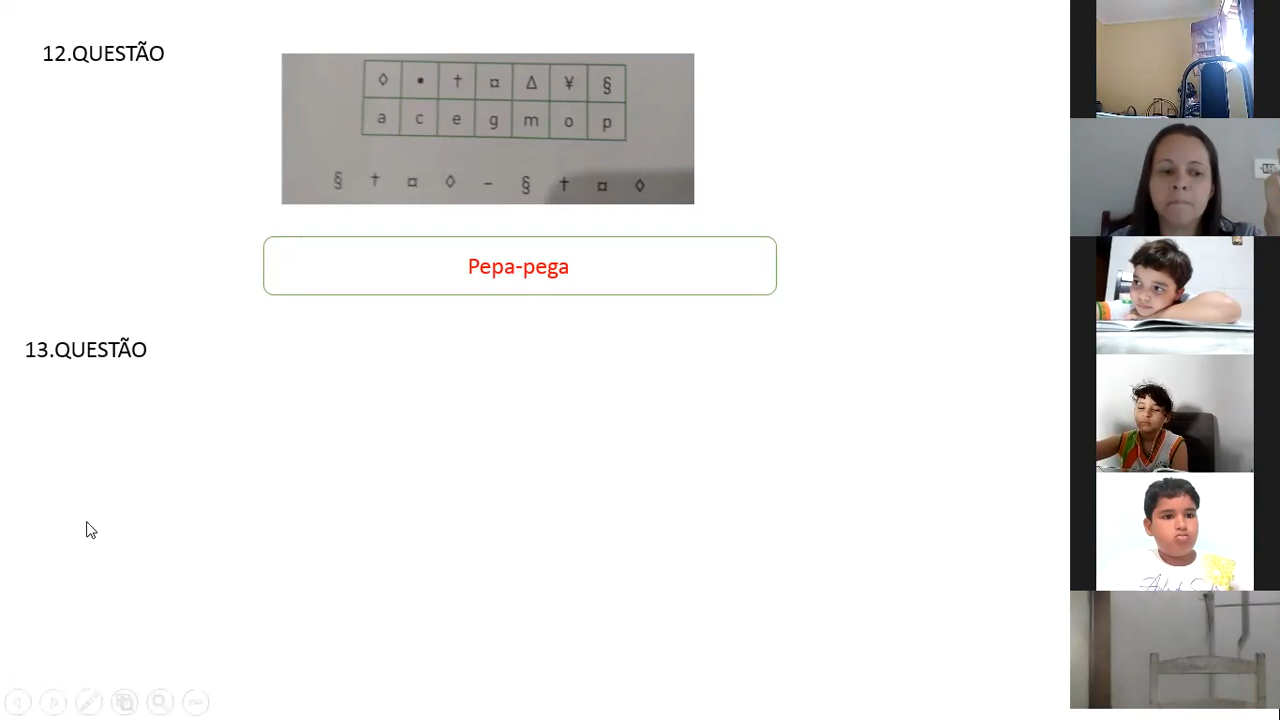 12.QUESTÃO
◊ • † ¤ Δ ¥ §
a c e g m o p
§ † ¤ ◊ – § † ¤ ◊
Pepa-pega
13.QUESTÃO